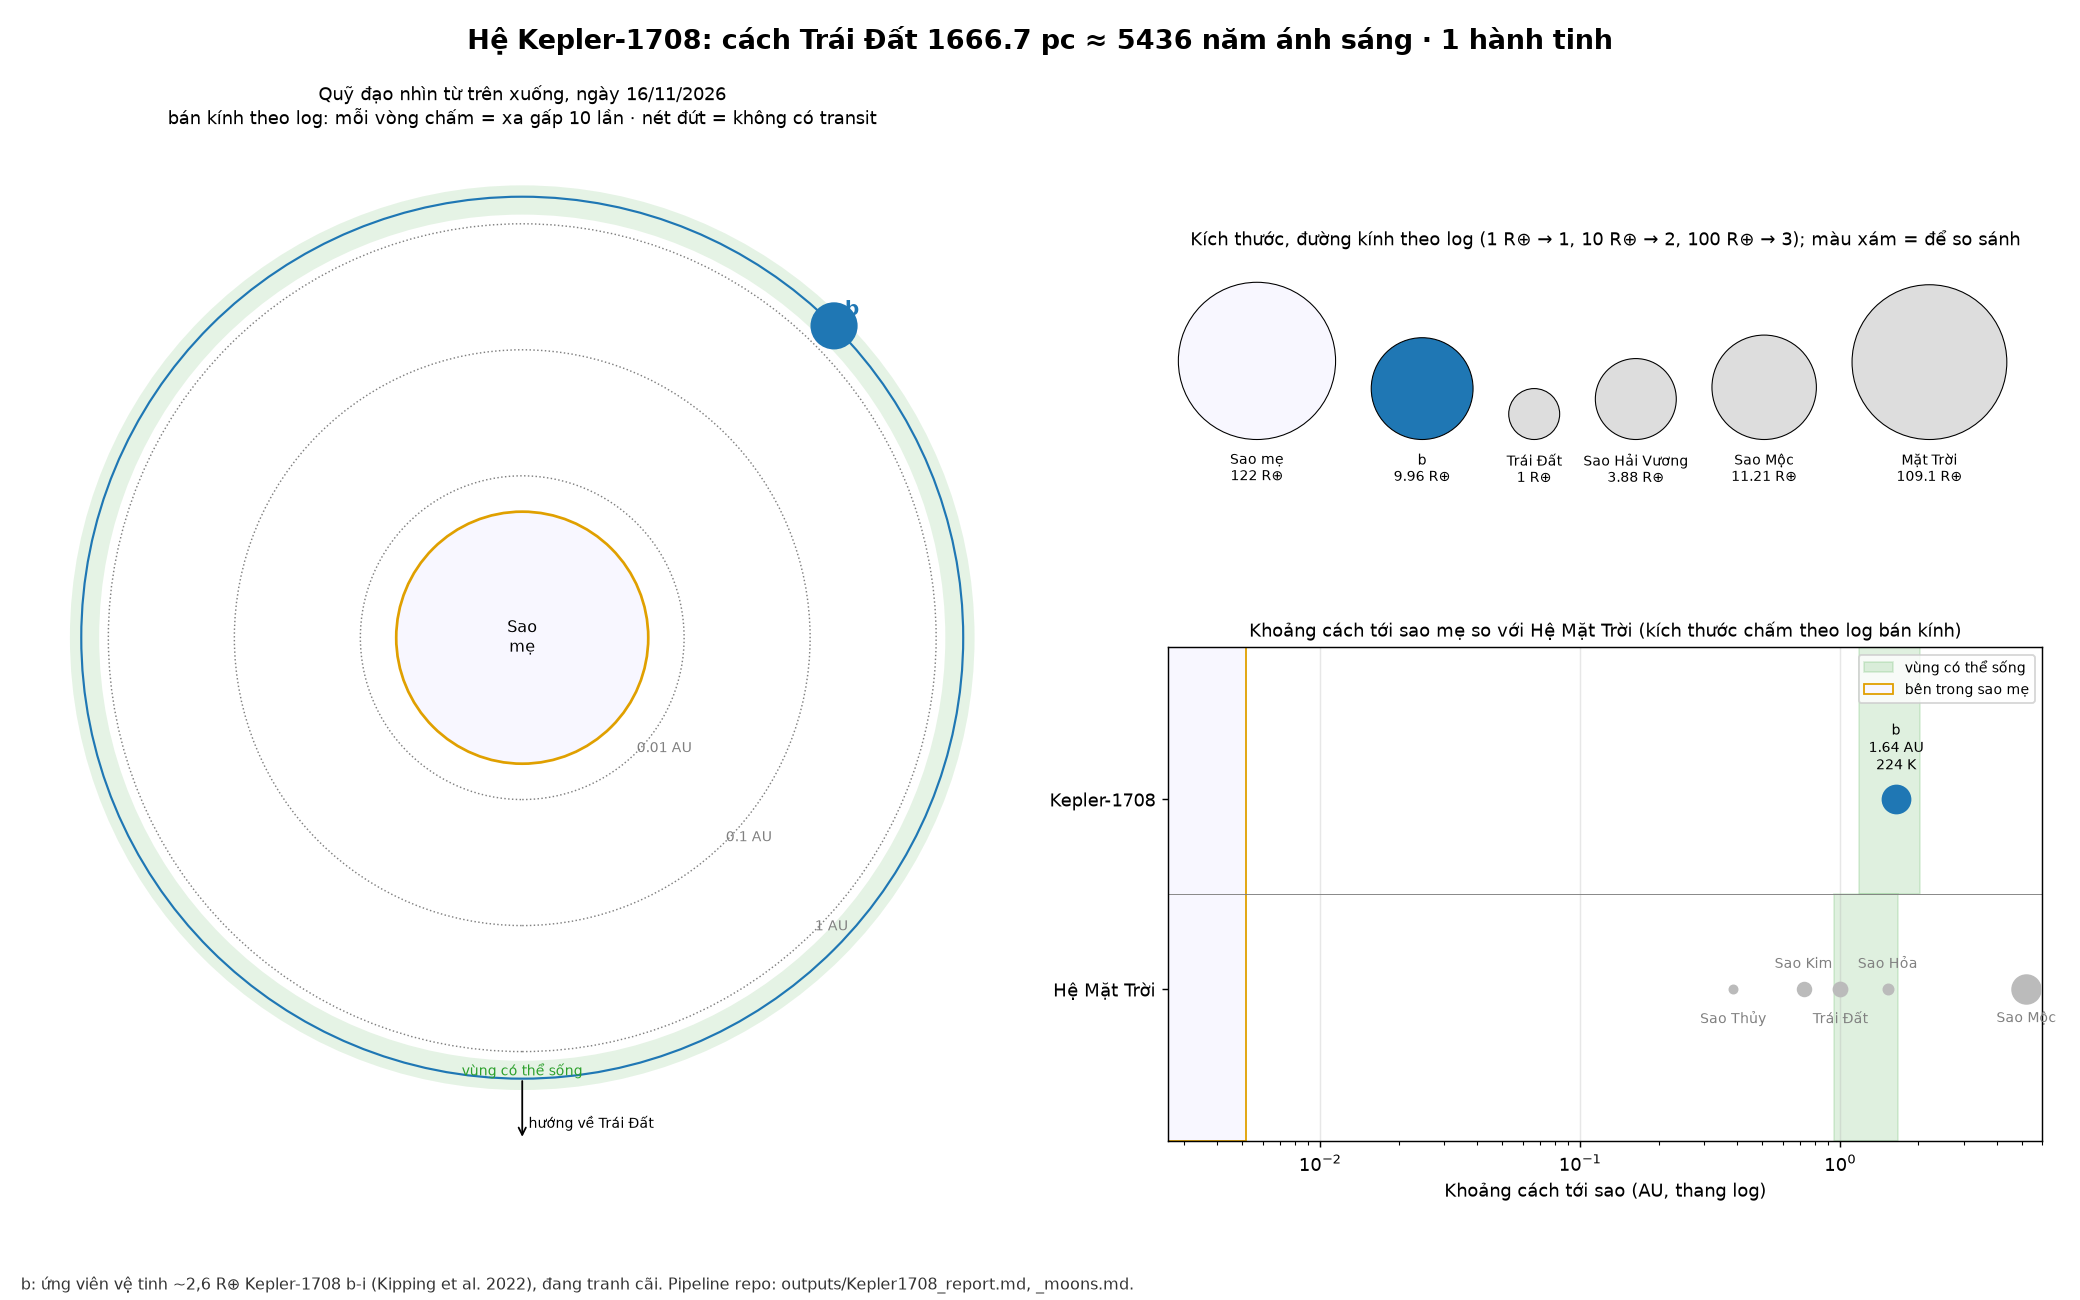 Hệ Kepler-1708: cách Trái Đất 1666.7 pc ≈ 5436 năm ánh sáng · 1 hành tinh
Quỹ đạo nhìn từ trên xuống, ngày 16/11/2026
bán kính theo log: mỗi vòng chấm = xa gấp 10 lần · nét đứt = không có transit
b
Sao
mẹ
0.01 AU
0.1 AU
1 AU
vùng có thể sống
hướng về Trái Đất
Kích thước, đường kính theo log (1 R⊕ → 1, 10 R⊕ → 2, 100 R⊕ → 3); màu xám = để so sánh
Sao mẹ
122 R⊕
b
9.96 R⊕
Trái Đất
1 R⊕
Sao Hải Vương
3.88 R⊕
Sao Mộc
11.21 R⊕
Mặt Trời
109.1 R⊕
Khoảng cách tới sao mẹ so với Hệ Mặt Trời (kích thước chấm theo log bán kính)
vùng có thể sống
bên trong sao mẹ
b
1.64 AU
224 K
Kepler-1708
Hệ Mặt Trời
Sao Kim
Sao Hỏa
Sao Thủy
Trái Đất
Sao Mộc
10⁻²
10⁻¹
10⁰
Khoảng cách tới sao (AU, thang log)
b: ứng viên vệ tinh ~2,6 R⊕ Kepler-1708 b-i (Kipping et al. 2022), đang tranh cãi. Pipeline repo: outputs/Kepler1708_report.md, _moons.md.